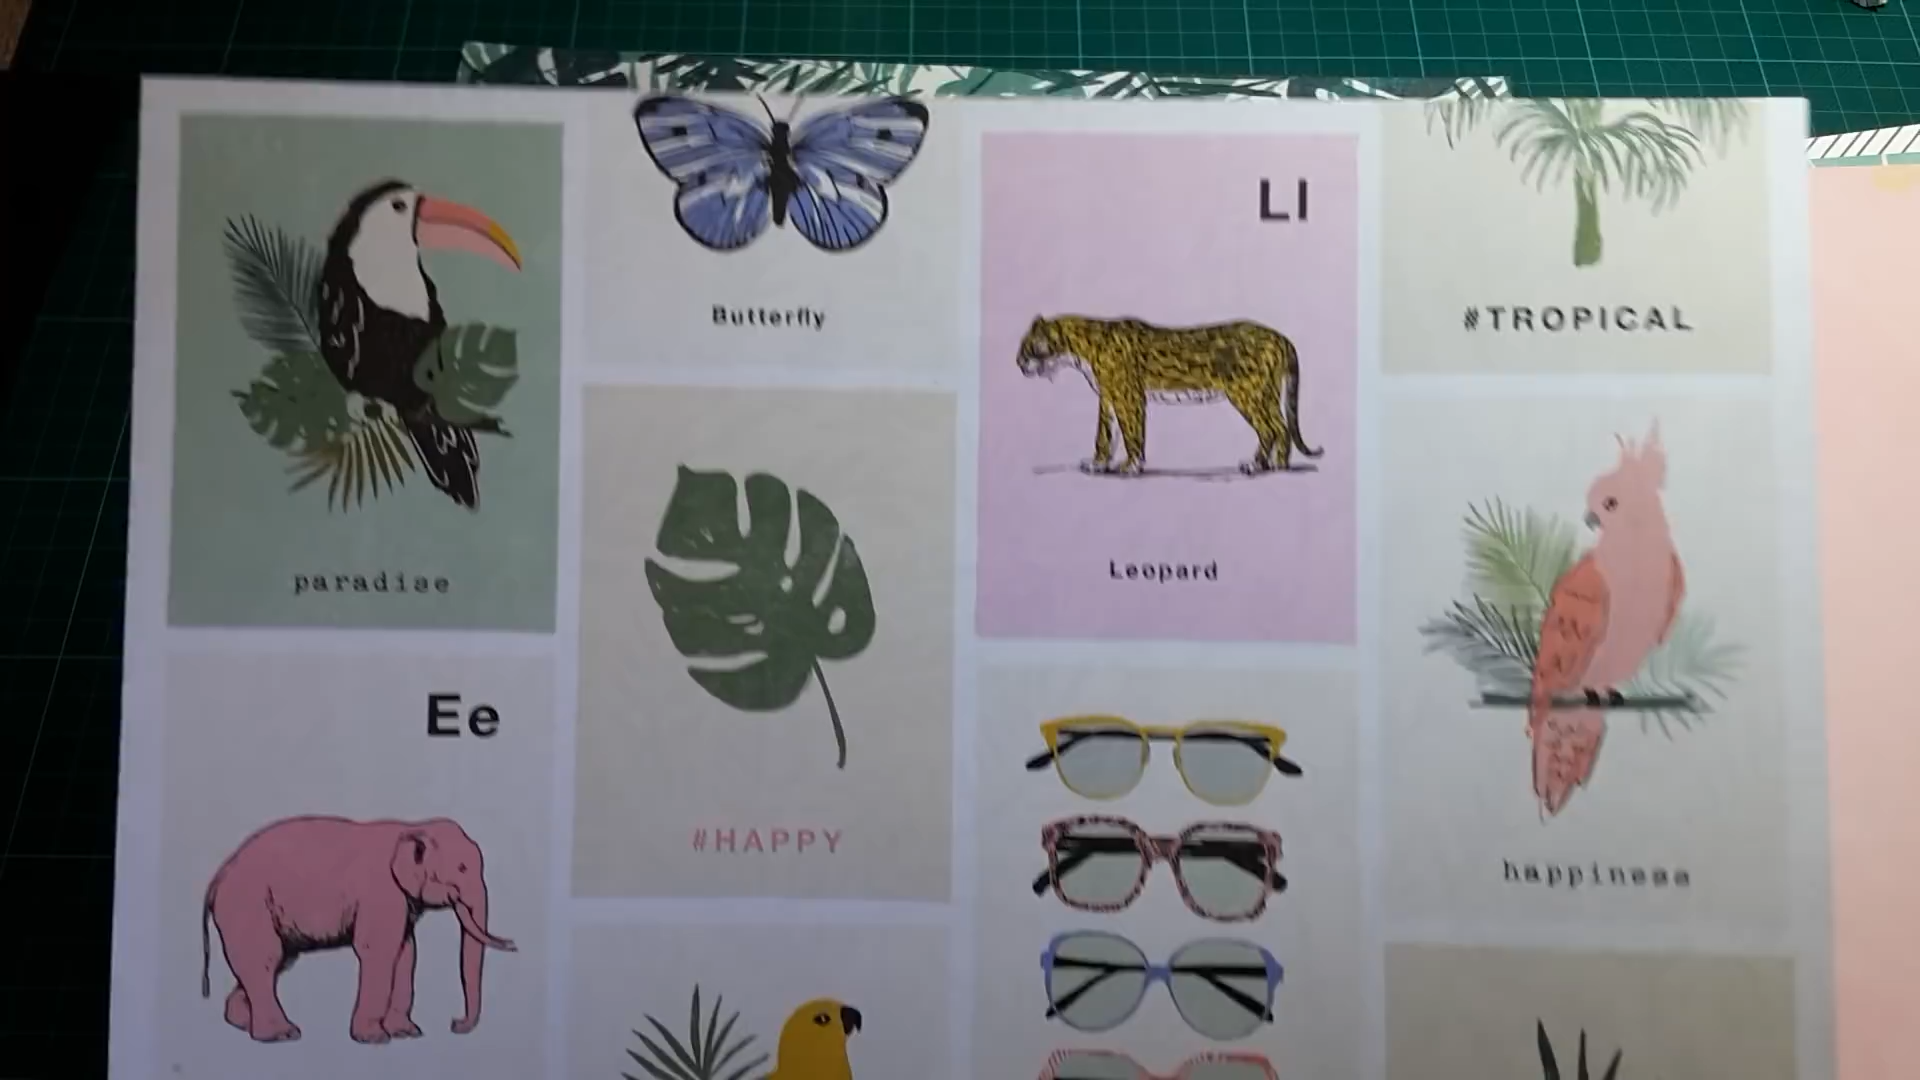 paradise
Ee
Butterfly
#HAPPY
Ll
Leopard
#TROPICAL
happiness